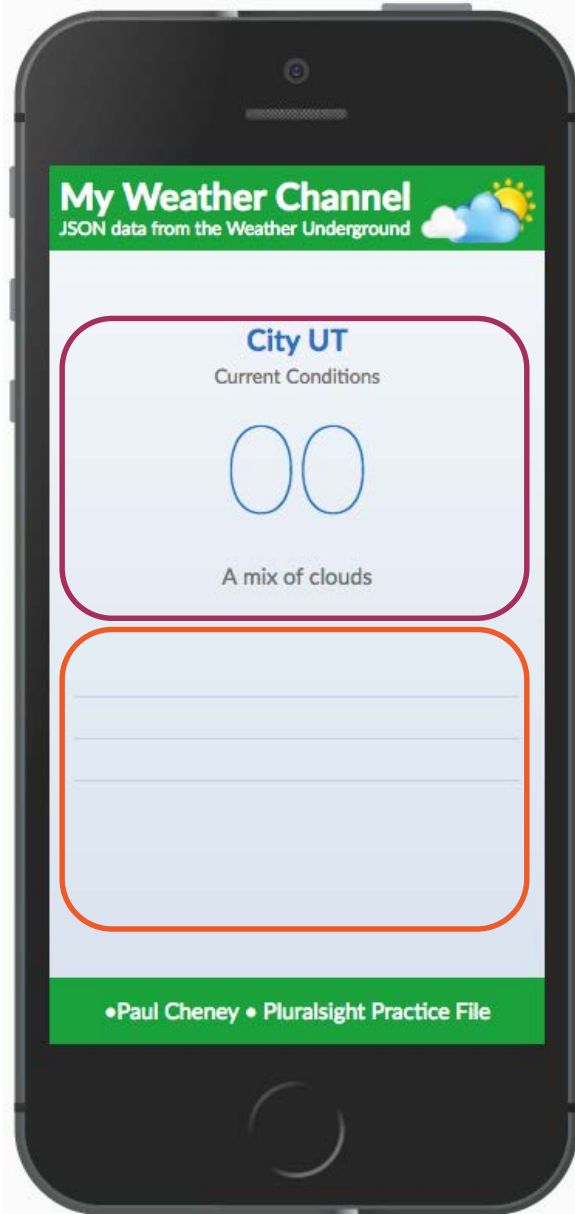 My Weather Channel
JSON data from the Weather Underground
City UT
Current Conditions
00
A mix of clouds
•Paul Cheney • Pluralsight Practice File